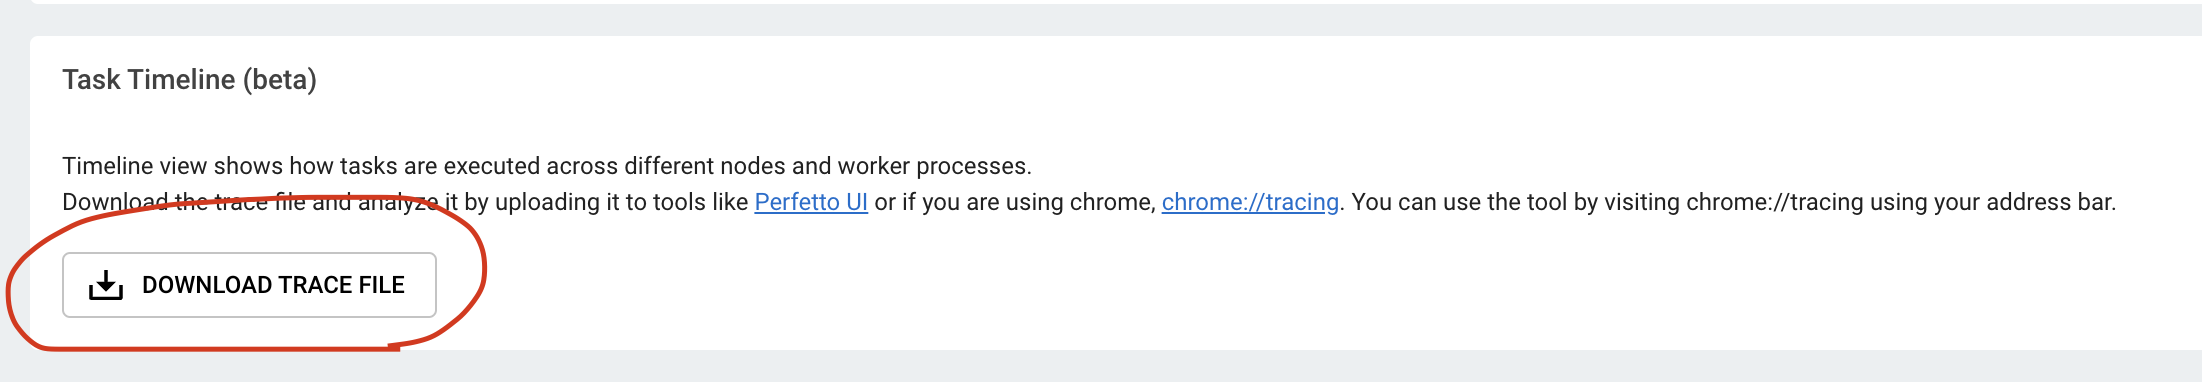 Task Timeline (beta)
Timeline view shows how tasks are executed across different nodes and worker processes.
Download the trace file and analyze it by uploading it to tools like Perfetto UI or if you are using chrome, chrome://tracing. You can use the tool by visiting chrome://tracing using your address bar.
DOWNLOAD TRACE FILE